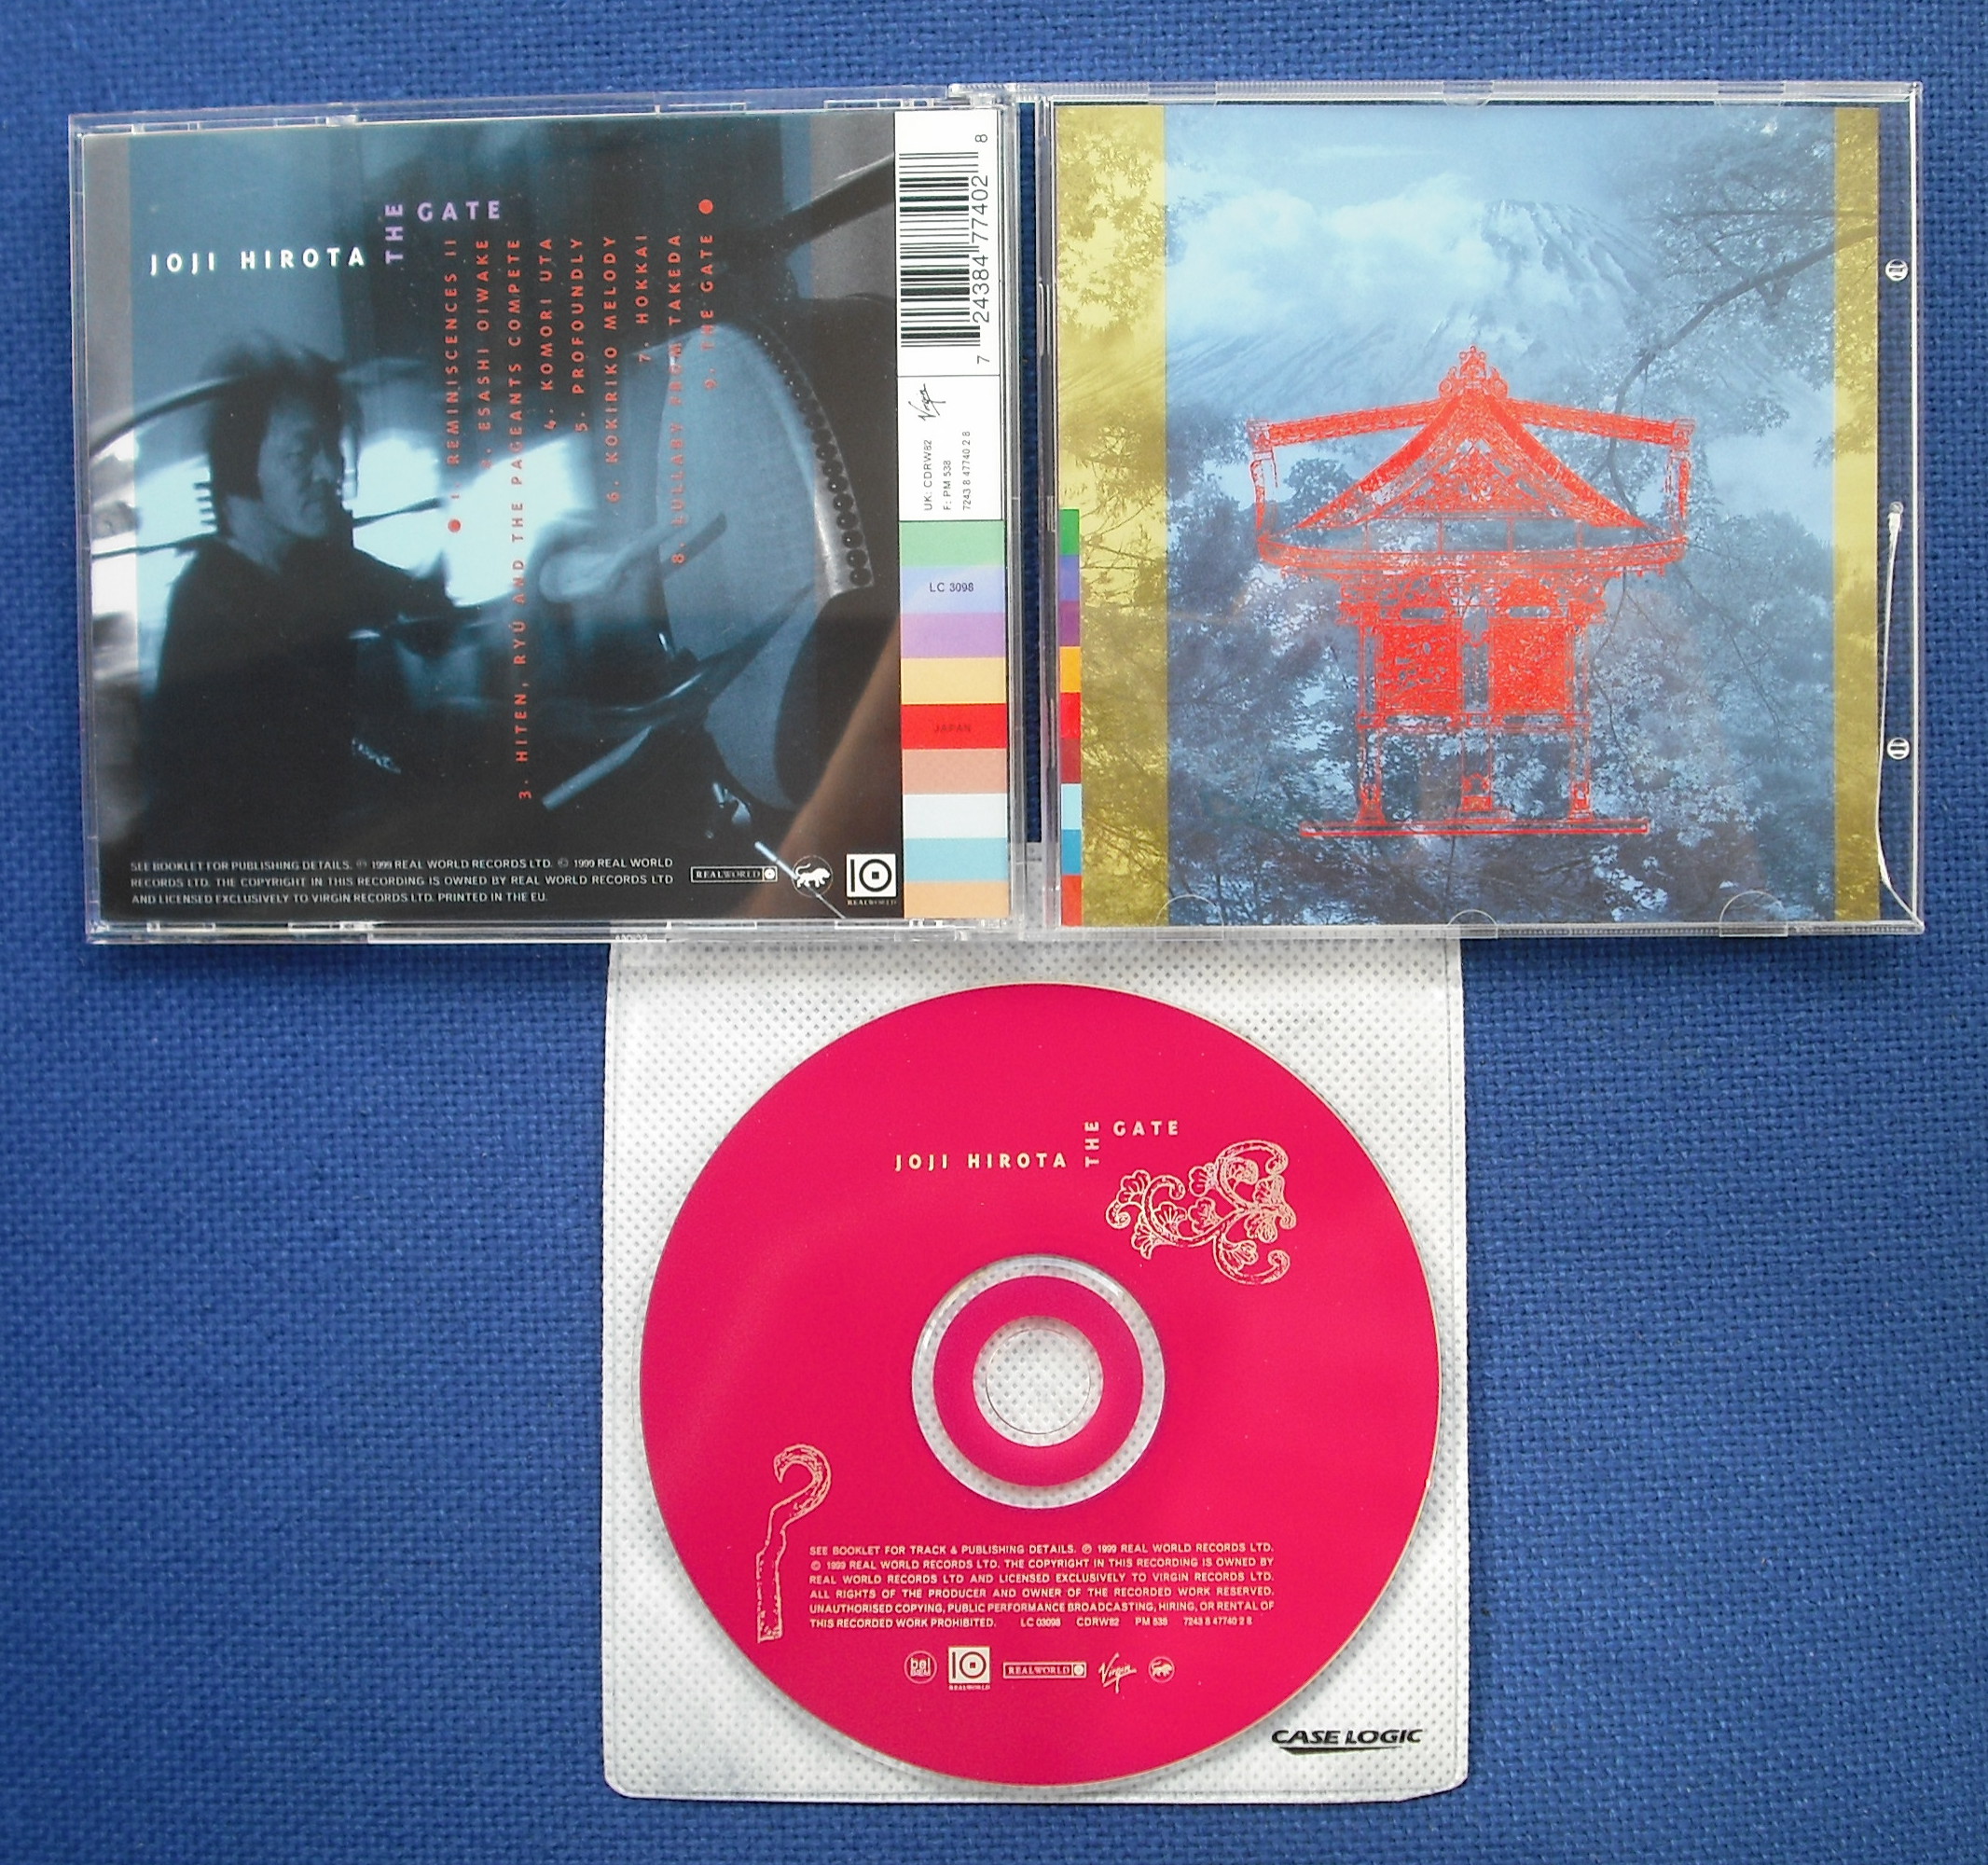 JOJI HIROTA THE GATE
1. REMINISCENCES II
2. ESASHI OIWAKE
3. HITEN, RYU AND THE PAGEANTS COMPETE
4. KOMORI UTA
5. PROFOUNDLY
6. KOKIRIKO MELODY
7. HOKKAI
8. LULLABY FROM TAKEDA
9. THE GATE
SEE BOOKLET FOR PUBLISHING DETAILS. ℗ 1999 REAL WORLD RECORDS LTD. © 1999 REAL WORLD
RECORDS LTD. THE COPYRIGHT IN THIS RECORDING IS OWNED BY REAL WORLD RECORDS LTD
AND LICENSED EXCLUSIVELY TO VIRGIN RECORDS LTD. PRINTED IN THE EU.
REALWORLD
REALWORLD
7 24384 77402 8
Virgin
UK: CDRW82
F: PM 538
7243 8 47740 2 8
LC 3098
JAPAN
JOJI HIROTA THE GATE
SEE BOOKLET FOR TRACK & PUBLISHING DETAILS. ℗ 1999 REAL WORLD RECORDS LTD.
© 1999 REAL WORLD RECORDS LTD. THE COPYRIGHT IN THIS RECORDING IS OWNED BY
REAL WORLD RECORDS LTD AND LICENSED EXCLUSIVELY TO VIRGIN RECORDS LTD.
ALL RIGHTS OF THE PRODUCER AND OWNER OF THE RECORDED WORK RESERVED.
UNAUTHORISED COPYING, PUBLIC PERFORMANCE BROADCASTING, HIRING, OR RENTAL OF
THIS RECORDED WORK PROHIBITED. LC 03098 CDRW82 PM 538 7243 8 47740 2 8
bel
BIEM
REALWORLD
REALWORLD
Virgin
CASE LOGIC